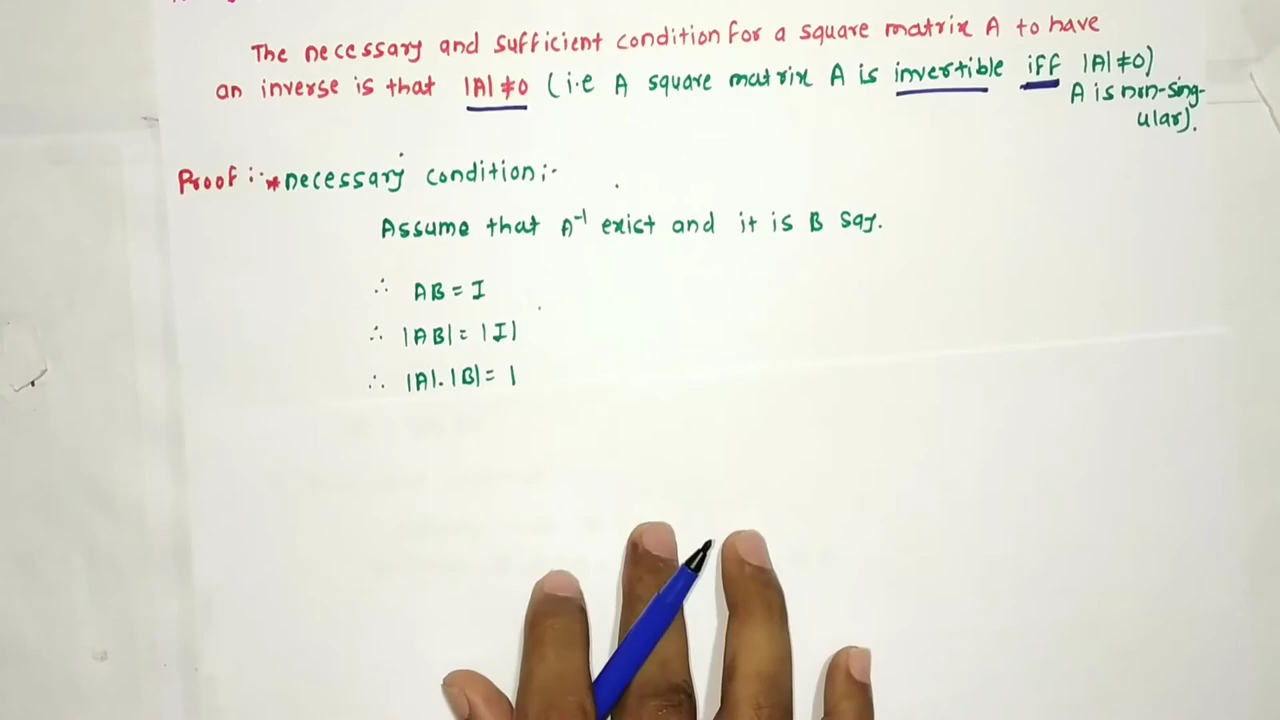 The necessary and sufficient condition for a square matrix A to have
an inverse is that |A| ≠ 0 (i.e A square matrix A is invertible iff |A| ≠ 0)
A is non-sing-
ular).
Proof :- * necessary condition :-
Assume that A⁻¹ exist and it is B say.
∴ AB = I
∴ |AB| = |I|
∴ |A|. |B| = 1